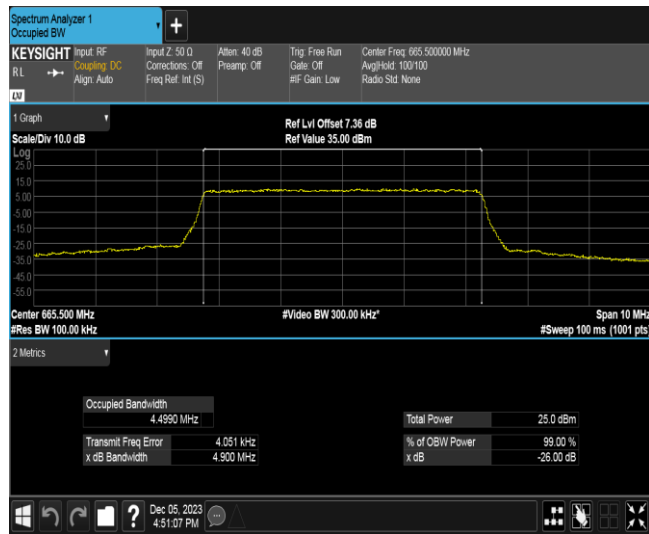 Spectrum Analyzer 1
Occupied BW
+
KEYSIGHT
RL
LXI
Input: RF
Coupling: DC
Align: Auto
Input Z: 50 Ω
Corrections: Off
Freq Ref: Int (S)
Atten: 40 dB
Preamp: Off
Trig: Free Run
Gate: Off
#IF Gain: Low
Center Freq: 665.500000 MHz
Avg|Hold: 100/100
Radio Std: None
1 Graph
Scale/Div 10.0 dB
Ref Lvl Offset 7.36 dB
Ref Value 35.00 dBm
Log
25.0
15.0
5.00
-5.00
-15.0
-25.0
-35.0
-45.0
-55.0
Center 665.500 MHz
#Res BW 100.00 kHz
#Video BW 300.00 kHz*
Span 10 MHz
#Sweep 100 ms (1001 pts)
2 Metrics
Occupied Bandwidth
4.4990 MHz
Transmit Freq Error 4.051 kHz
x dB Bandwidth 4.900 MHz
Total Power 25.0 dBm
% of OBW Power 99.00 %
x dB -26.00 dB
?
Dec 05, 2023
4:51:07 PM